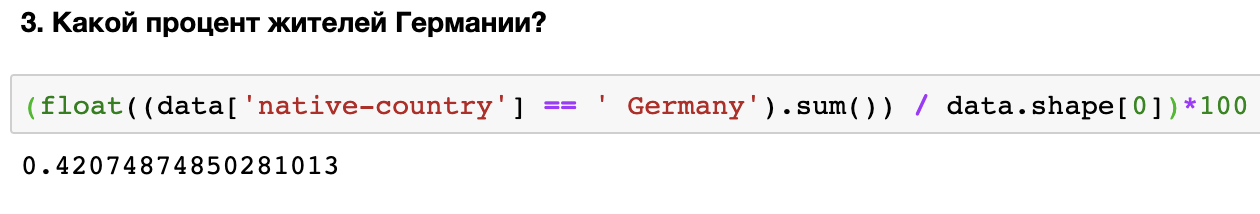 3. Какой процент жителей Германии?
(float((data['native-country'] == ' Germany').sum()) / data.shape[0])*100
0.42074874850281013